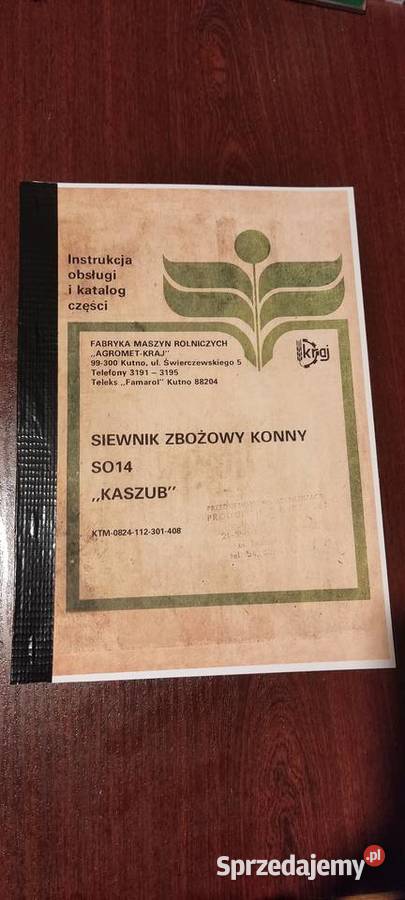 Instrukcja
obsługi
i katalog
części
FABRYKA MASZYN ROLNICZYCH
„AGROMET-KRAJ”
99-300 Kutno, ul. Świerczewskiego 5
Telefony 3191 – 3195
Teleks „Famarol” Kutno 88204
kraj
SIEWNIK ZBOŻOWY KONNY
SO14
„KASZUB”
KTM-0824-112-301-408
tel.
Sprzedajemy.pl